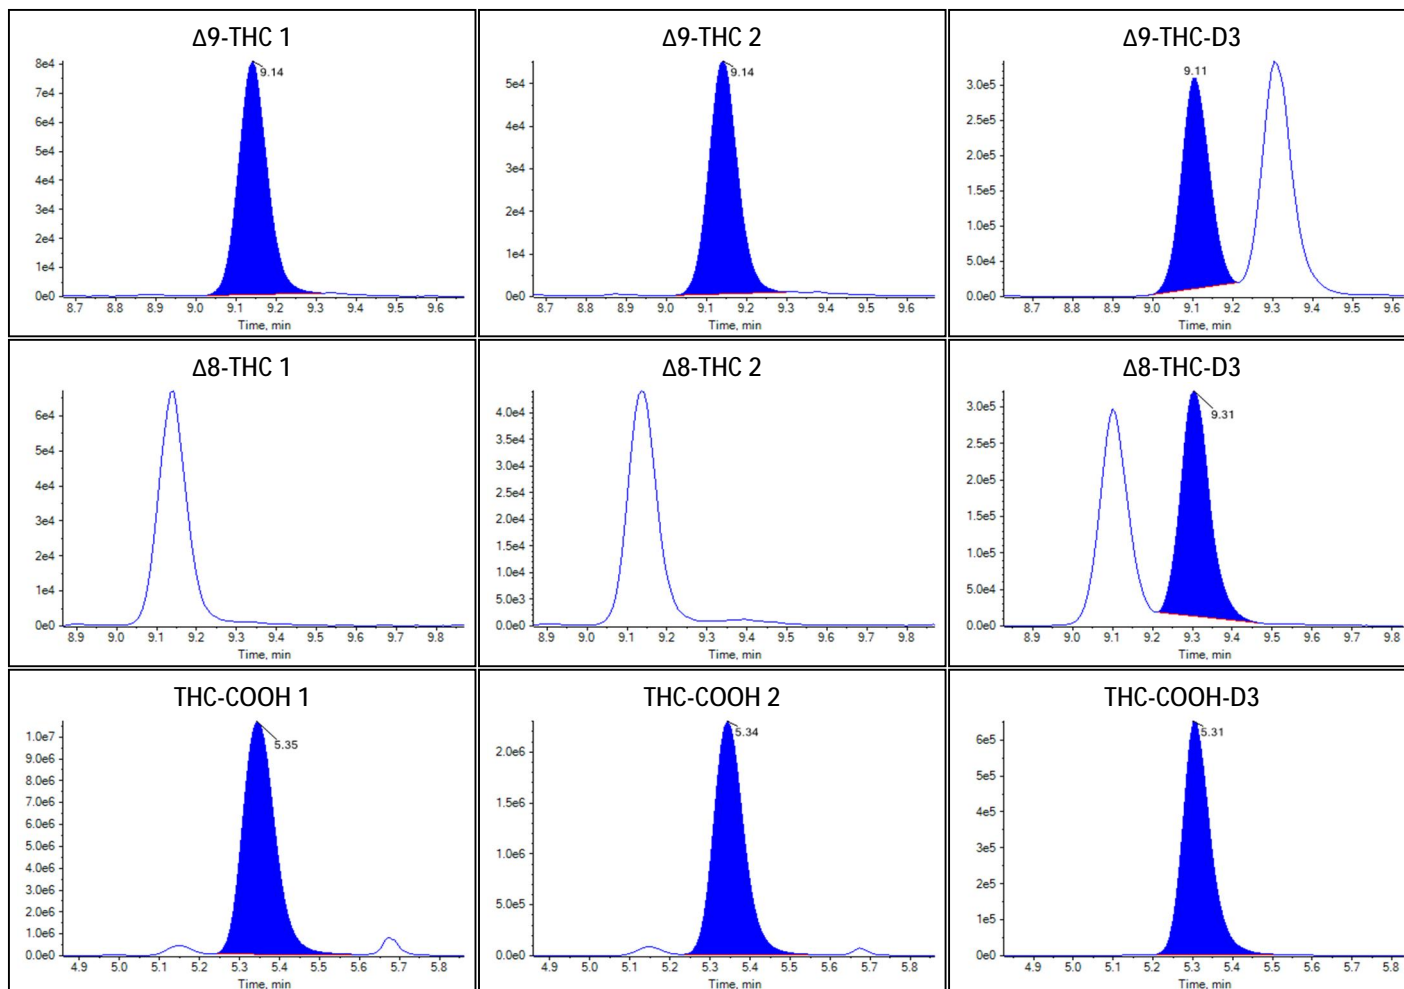 Δ9-THC 1
8e4
7e4
6e4
5e4
4e4
3e4
2e4
1e4
0e0
9.14
8.7 8.8 8.9 9.0 9.1 9.2 9.3 9.4 9.5 9.6
Time, min
Δ9-THC 2
5e4
4e4
3e4
2e4
1e4
0e0
9.14
8.7 8.8 8.9 9.0 9.1 9.2 9.3 9.4 9.5 9.6
Time, min
Δ9-THC-D3
3.0e5
2.5e5
2.0e5
1.5e5
1.0e5
5.0e4
0.0e0
9.11
8.7 8.8 8.9 9.0 9.1 9.2 9.3 9.4 9.5 9.6
Time, min
Δ8-THC 1
6e4
5e4
4e4
3e4
2e4
1e4
0e0
8.9 9.0 9.1 9.2 9.3 9.4 9.5 9.6 9.7 9.8
Time, min
Δ8-THC 2
4.0e4
3.5e4
3.0e4
2.5e4
2.0e4
1.5e4
1.0e4
5.0e3
0.0e0
8.9 9.0 9.1 9.2 9.3 9.4 9.5 9.6 9.7 9.8
Time, min
Δ8-THC-D3
3.0e5
2.5e5
2.0e5
1.5e5
1.0e5
5.0e4
0.0e0
9.31
8.9 9.0 9.1 9.2 9.3 9.4 9.5 9.6 9.7 9.8
Time, min
THC-COOH 1
1.0e7
9.0e6
8.0e6
7.0e6
6.0e6
5.0e6
4.0e6
3.0e6
2.0e6
1.0e6
0.0e0
5.35
4.9 5.0 5.1 5.2 5.3 5.4 5.5 5.6 5.7 5.8
Time, min
THC-COOH 2
2.0e6
1.5e6
1.0e6
5.0e5
0.0e0
5.34
4.9 5.0 5.1 5.2 5.3 5.4 5.5 5.6 5.7 5.8
Time, min
THC-COOH-D3
6e5
5e5
4e5
3e5
2e5
1e5
0e0
5.31
4.9 5.0 5.1 5.2 5.3 5.4 5.5 5.6 5.7 5.8
Time, min